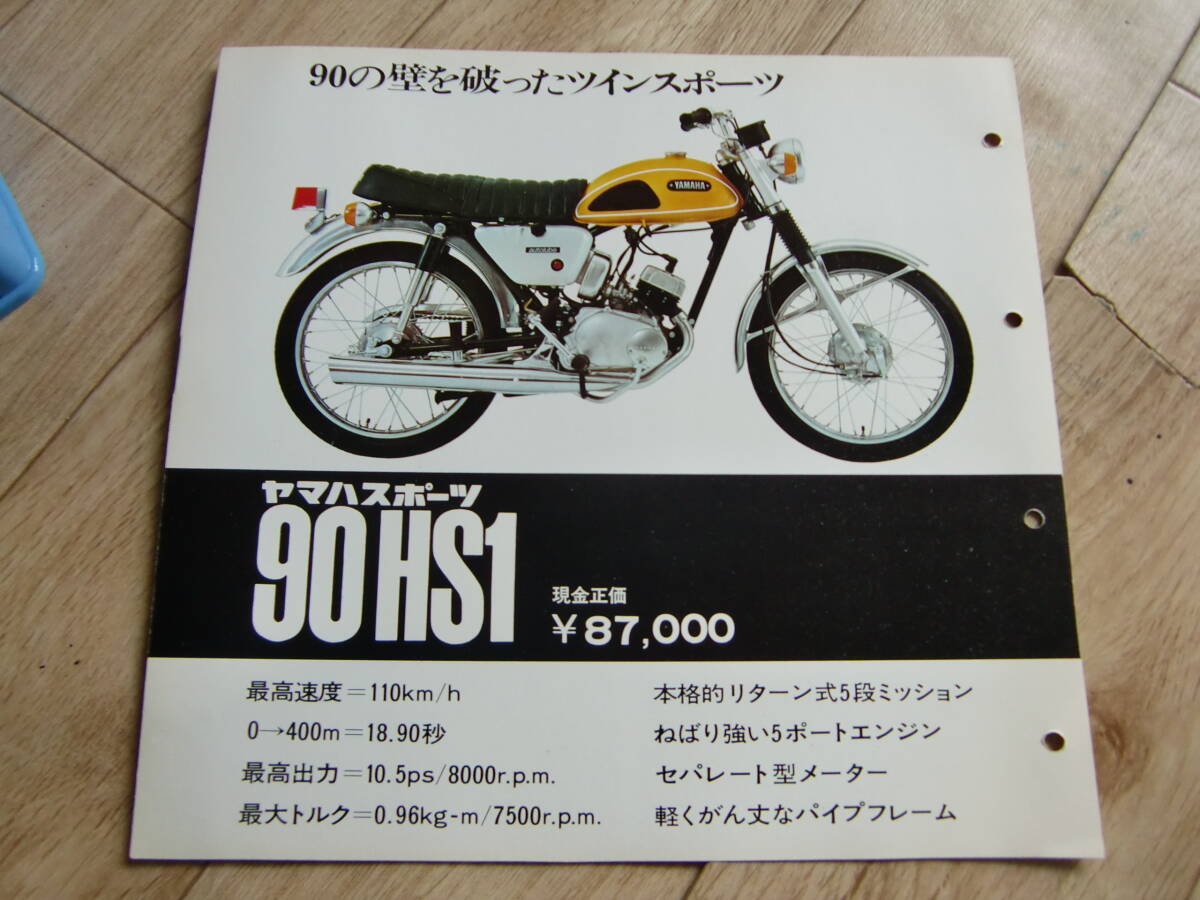 90の壁を破ったツインスポーツ
YAMAHA
ヤマハスポーツ
90HS1
現金正価
￥87,000
最高速度＝110km/h
0→400m＝18.90秒
最高出力＝10.5ps/8000r.p.m.
最大トルク＝0.96kg-m/7500r.p.m.
本格的リターン式5段ミッション
ねばり強い5ポートエンジン
セパレート型メーター
軽くがん丈なパイプフレーム